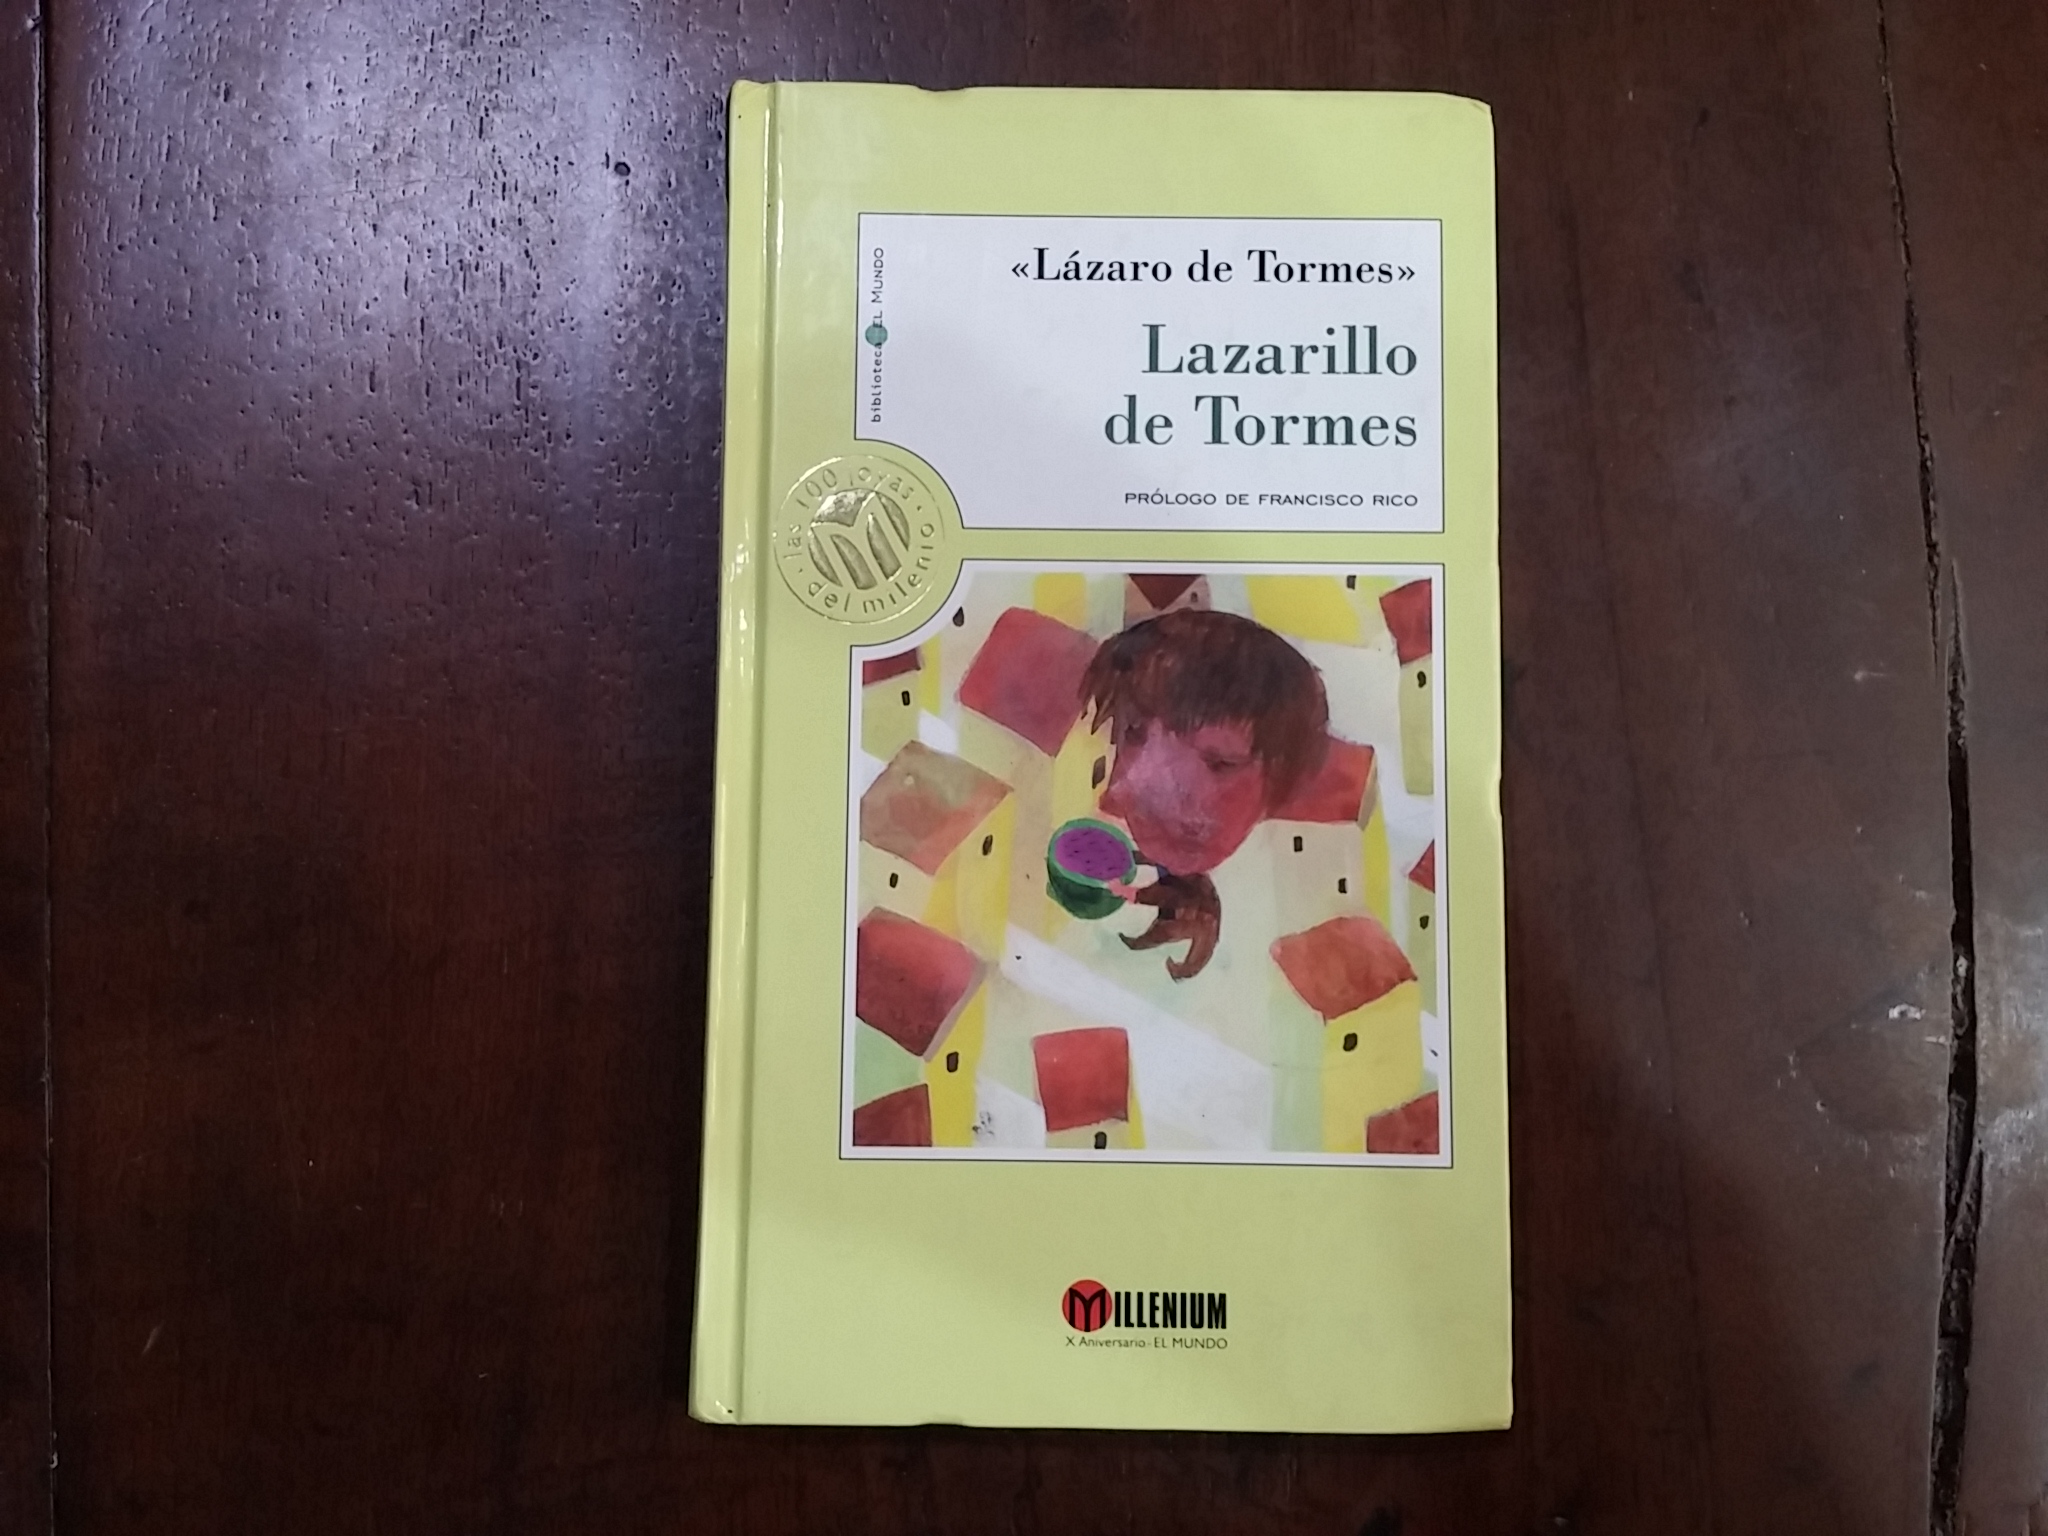 «Lázaro de Tormes»
Lazarillo
de Tormes
PRÓLOGO DE FRANCISCO RICO
biblioteca EL MUNDO
· las 100 joyas ·
del milenio
MILLENIUM
X Aniversario - EL MUNDO